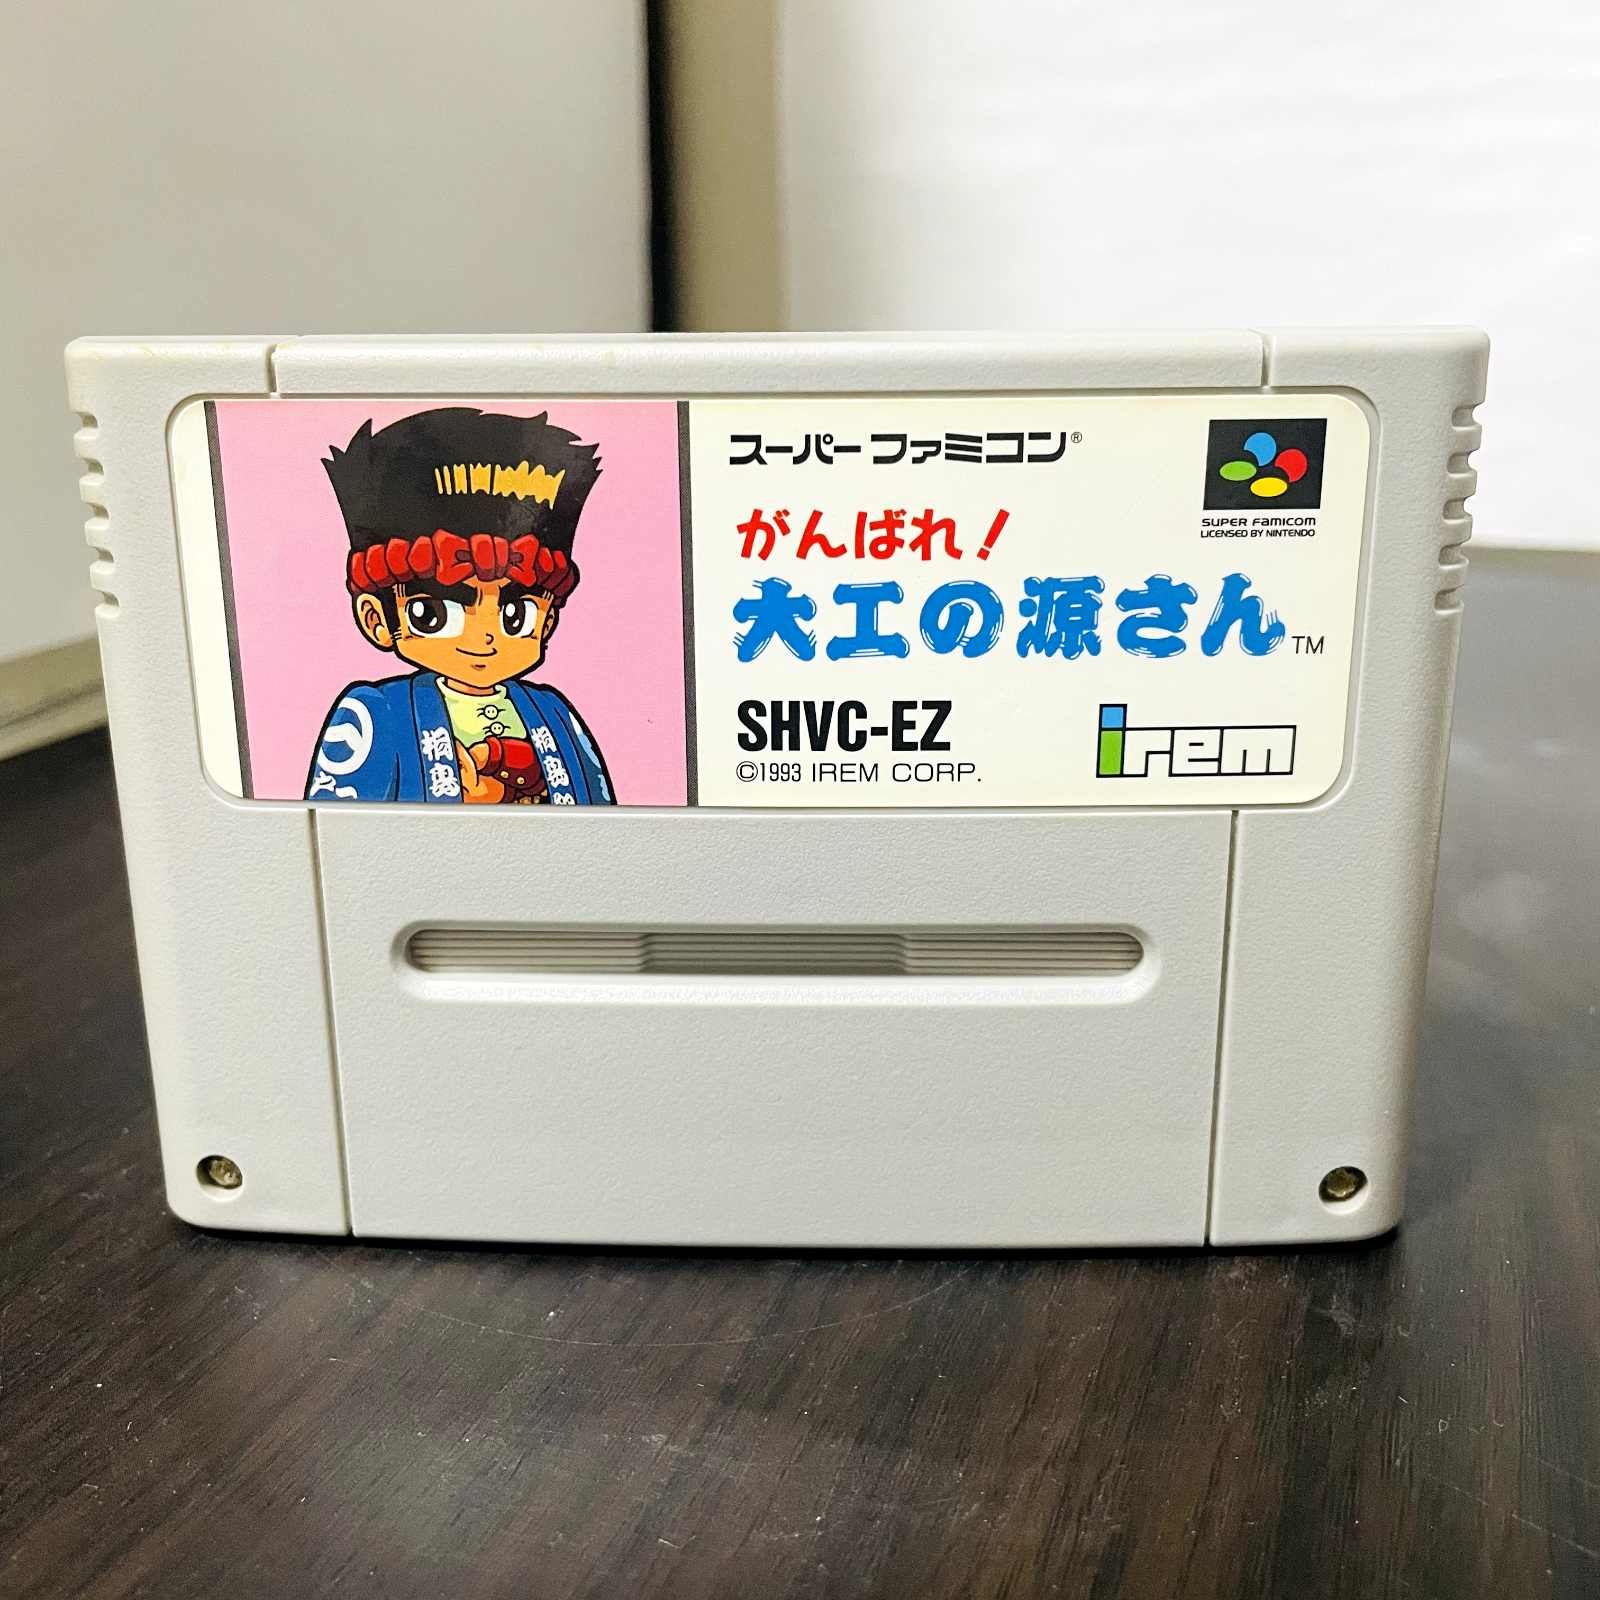 スーパーファミコン®
SUPER FAMICOM
LICENSED BY NINTENDO
がんばれ!
大工の源さん™
SHVC-EZ
©1993 IREM CORP.
irem